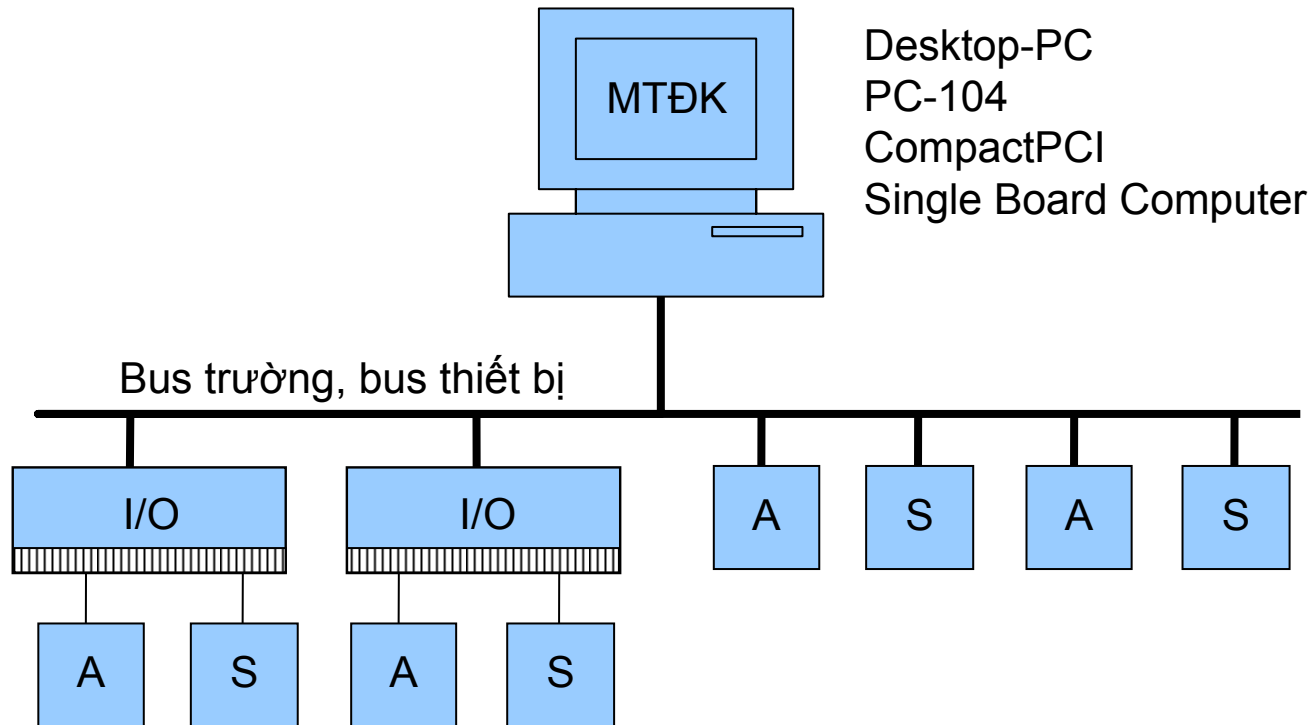 MTĐK
Desktop-PC
PC-104
CompactPCI
Single Board Computer
Bus trường, bus thiết bị
I/O
I/O
A
S
A
S
A
S
A
S